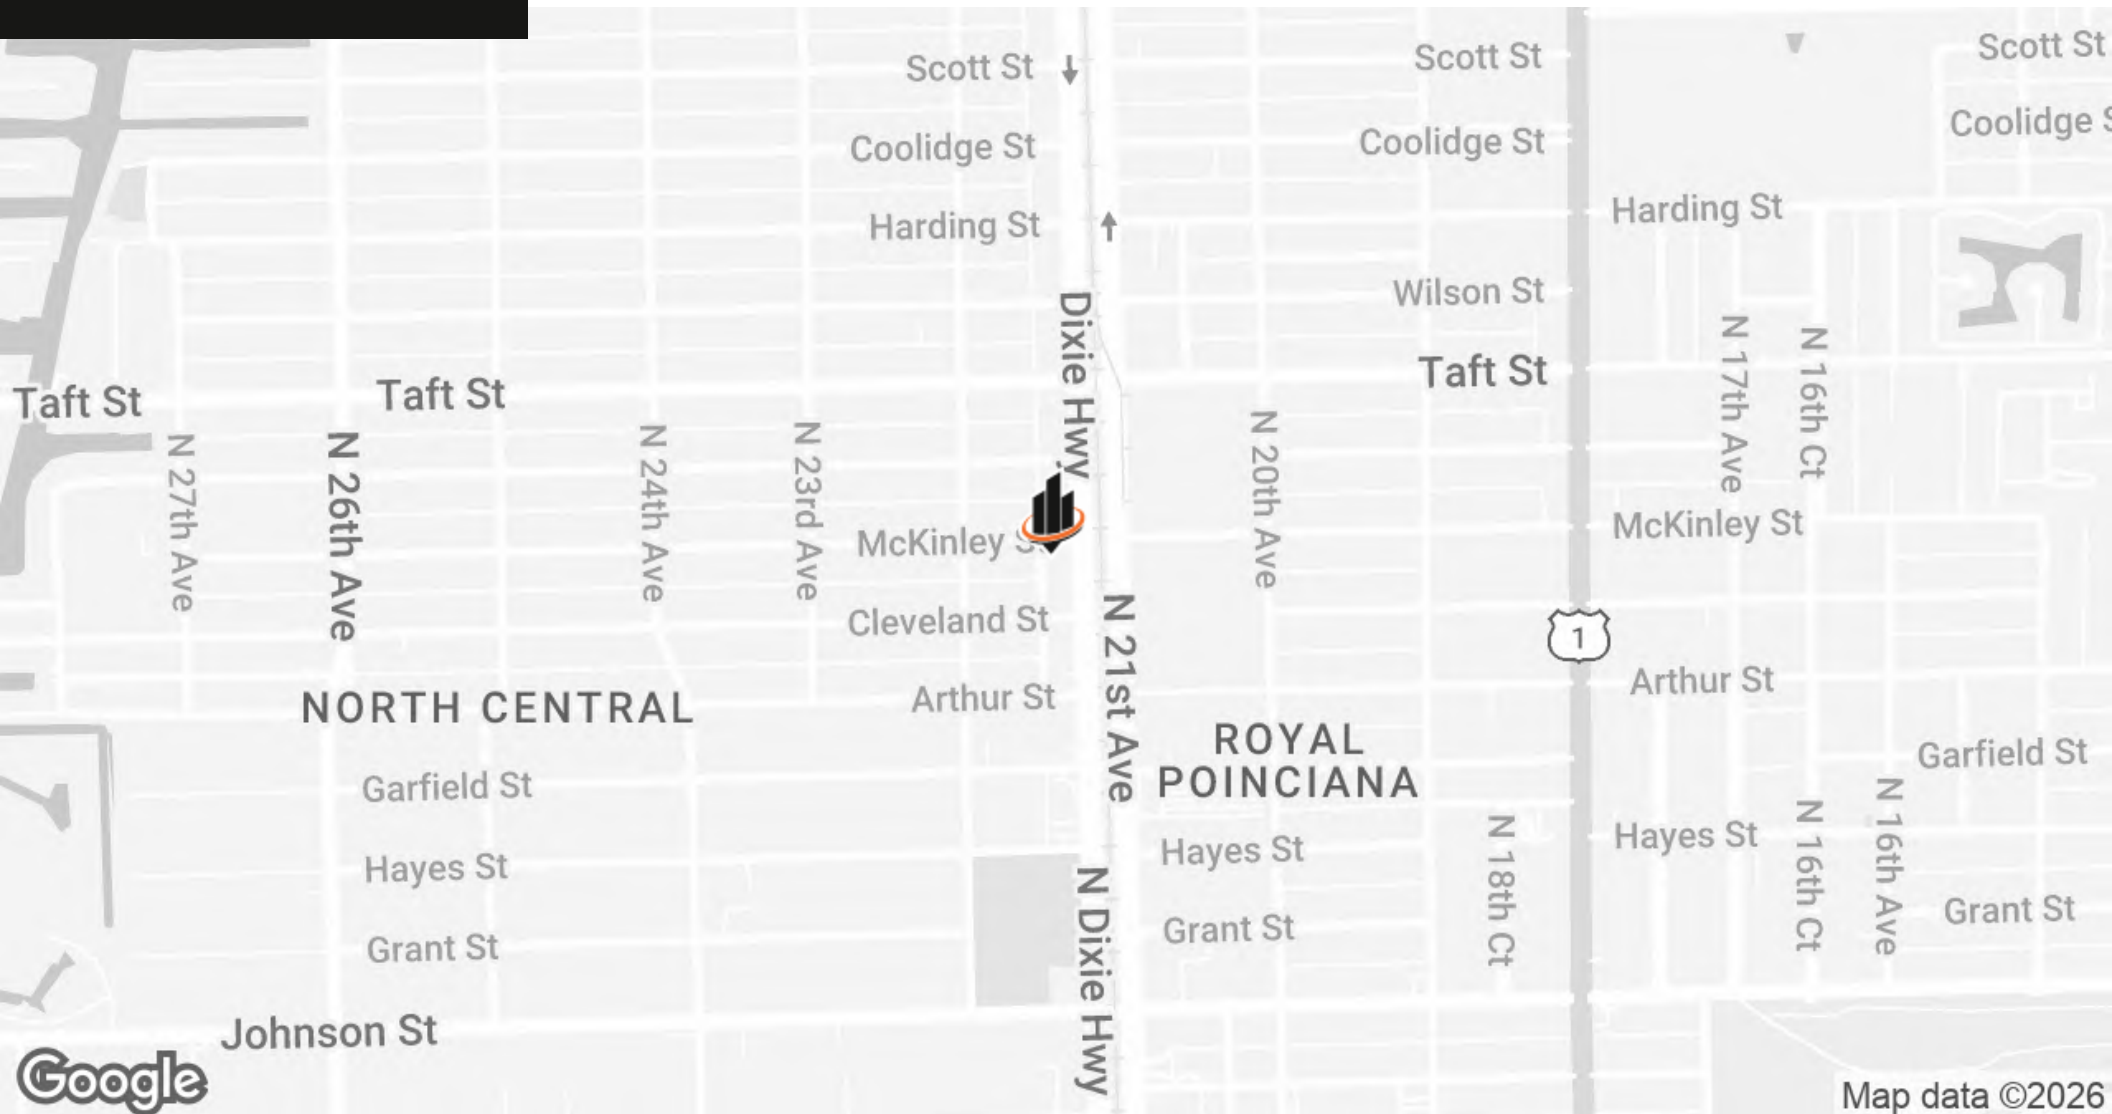 Scott St
Scott St
Scott St
Coolidge St
Coolidge St
Coolidge S
Harding St
Harding St
Wilson St
Dixie Hwy
Taft St
Taft St
Taft St
N 17th Ave
N 16th Ct
N 27th Ave
N 26th Ave
N 24th Ave
N 23rd Ave
N 20th Ave
McKinley S
McKinley St
Cleveland St
N 21st Ave
1
Arthur St
Arthur St
NORTH CENTRAL
ROYAL
POINCIANA
Garfield St
Garfield St
Hayes St
Hayes St
Hayes St
N 18th Ct
N 16th Ct
N 16th Ave
Grant St
Grant St
Grant St
N Dixie Hwy
Johnson St
Google
Map data ©2026